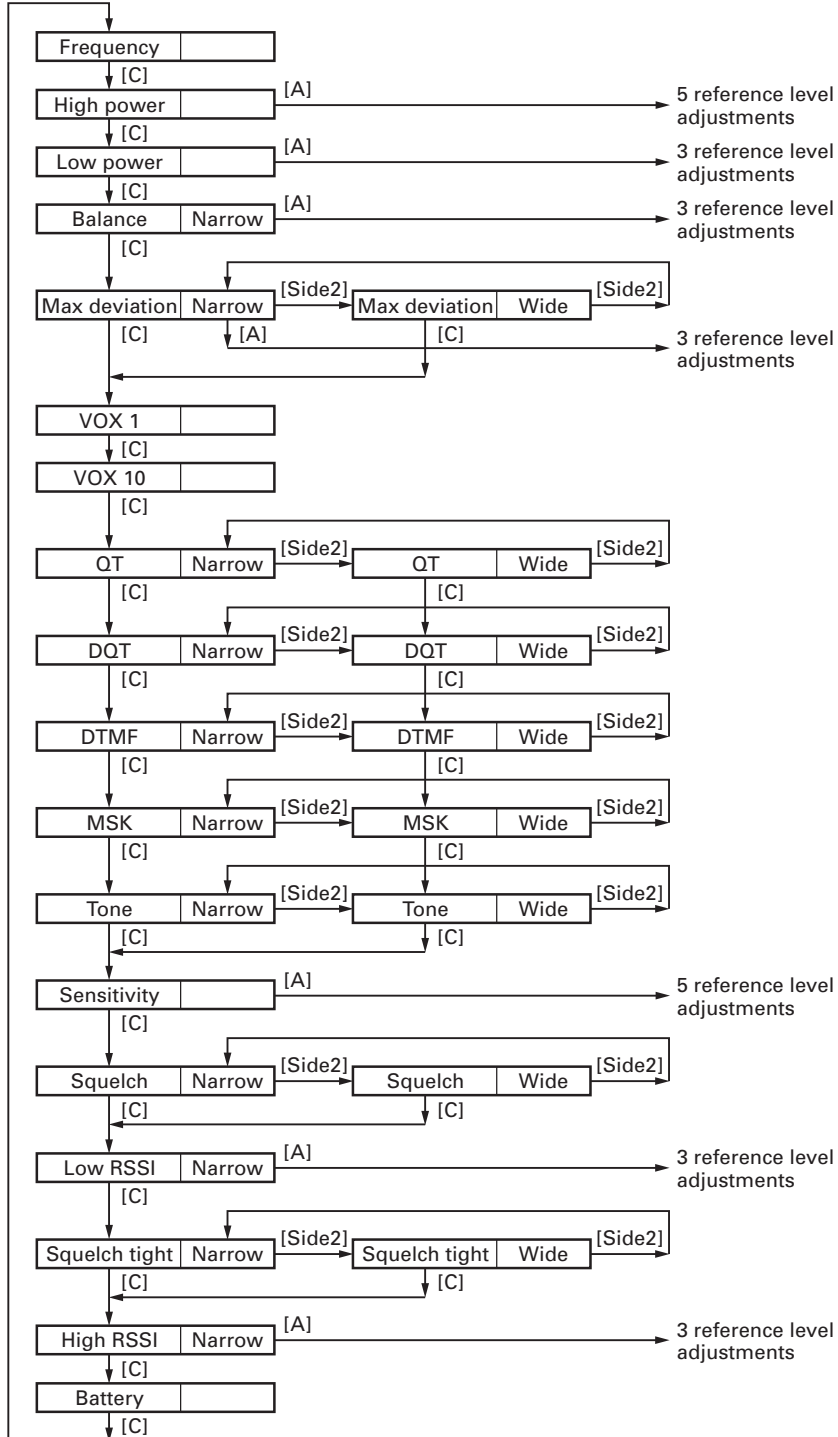 Frequency
[C]
High power [A] 5 reference level
adjustments
[C]
Low power [A] 3 reference level
adjustments
[C]
Balance Narrow [A] 3 reference level
adjustments
[C]
Max deviation Narrow [Side2] Max deviation Wide [Side2]
[C] [A] [C] 3 reference level
adjustments
VOX 1
[C]
VOX 10
[C]
QT Narrow [Side2] QT Wide [Side2]
[C] [C]
DQT Narrow [Side2] DQT Wide [Side2]
[C] [C]
DTMF Narrow [Side2] DTMF Wide [Side2]
[C] [C]
MSK Narrow [Side2] MSK Wide [Side2]
[C] [C]
Tone Narrow [Side2] Tone Wide [Side2]
[C] [C]
Sensitivity [A] 5 reference level
adjustments
[C]
Squelch Narrow [Side2] Squelch Wide [Side2]
[C] [C]
Low RSSI Narrow [A] 3 reference level
adjustments
[C]
Squelch tight Narrow [Side2] Squelch tight Wide [Side2]
[C] [C]
High RSSI Narrow [A] 3 reference level
adjustments
[C]
Battery
[C]